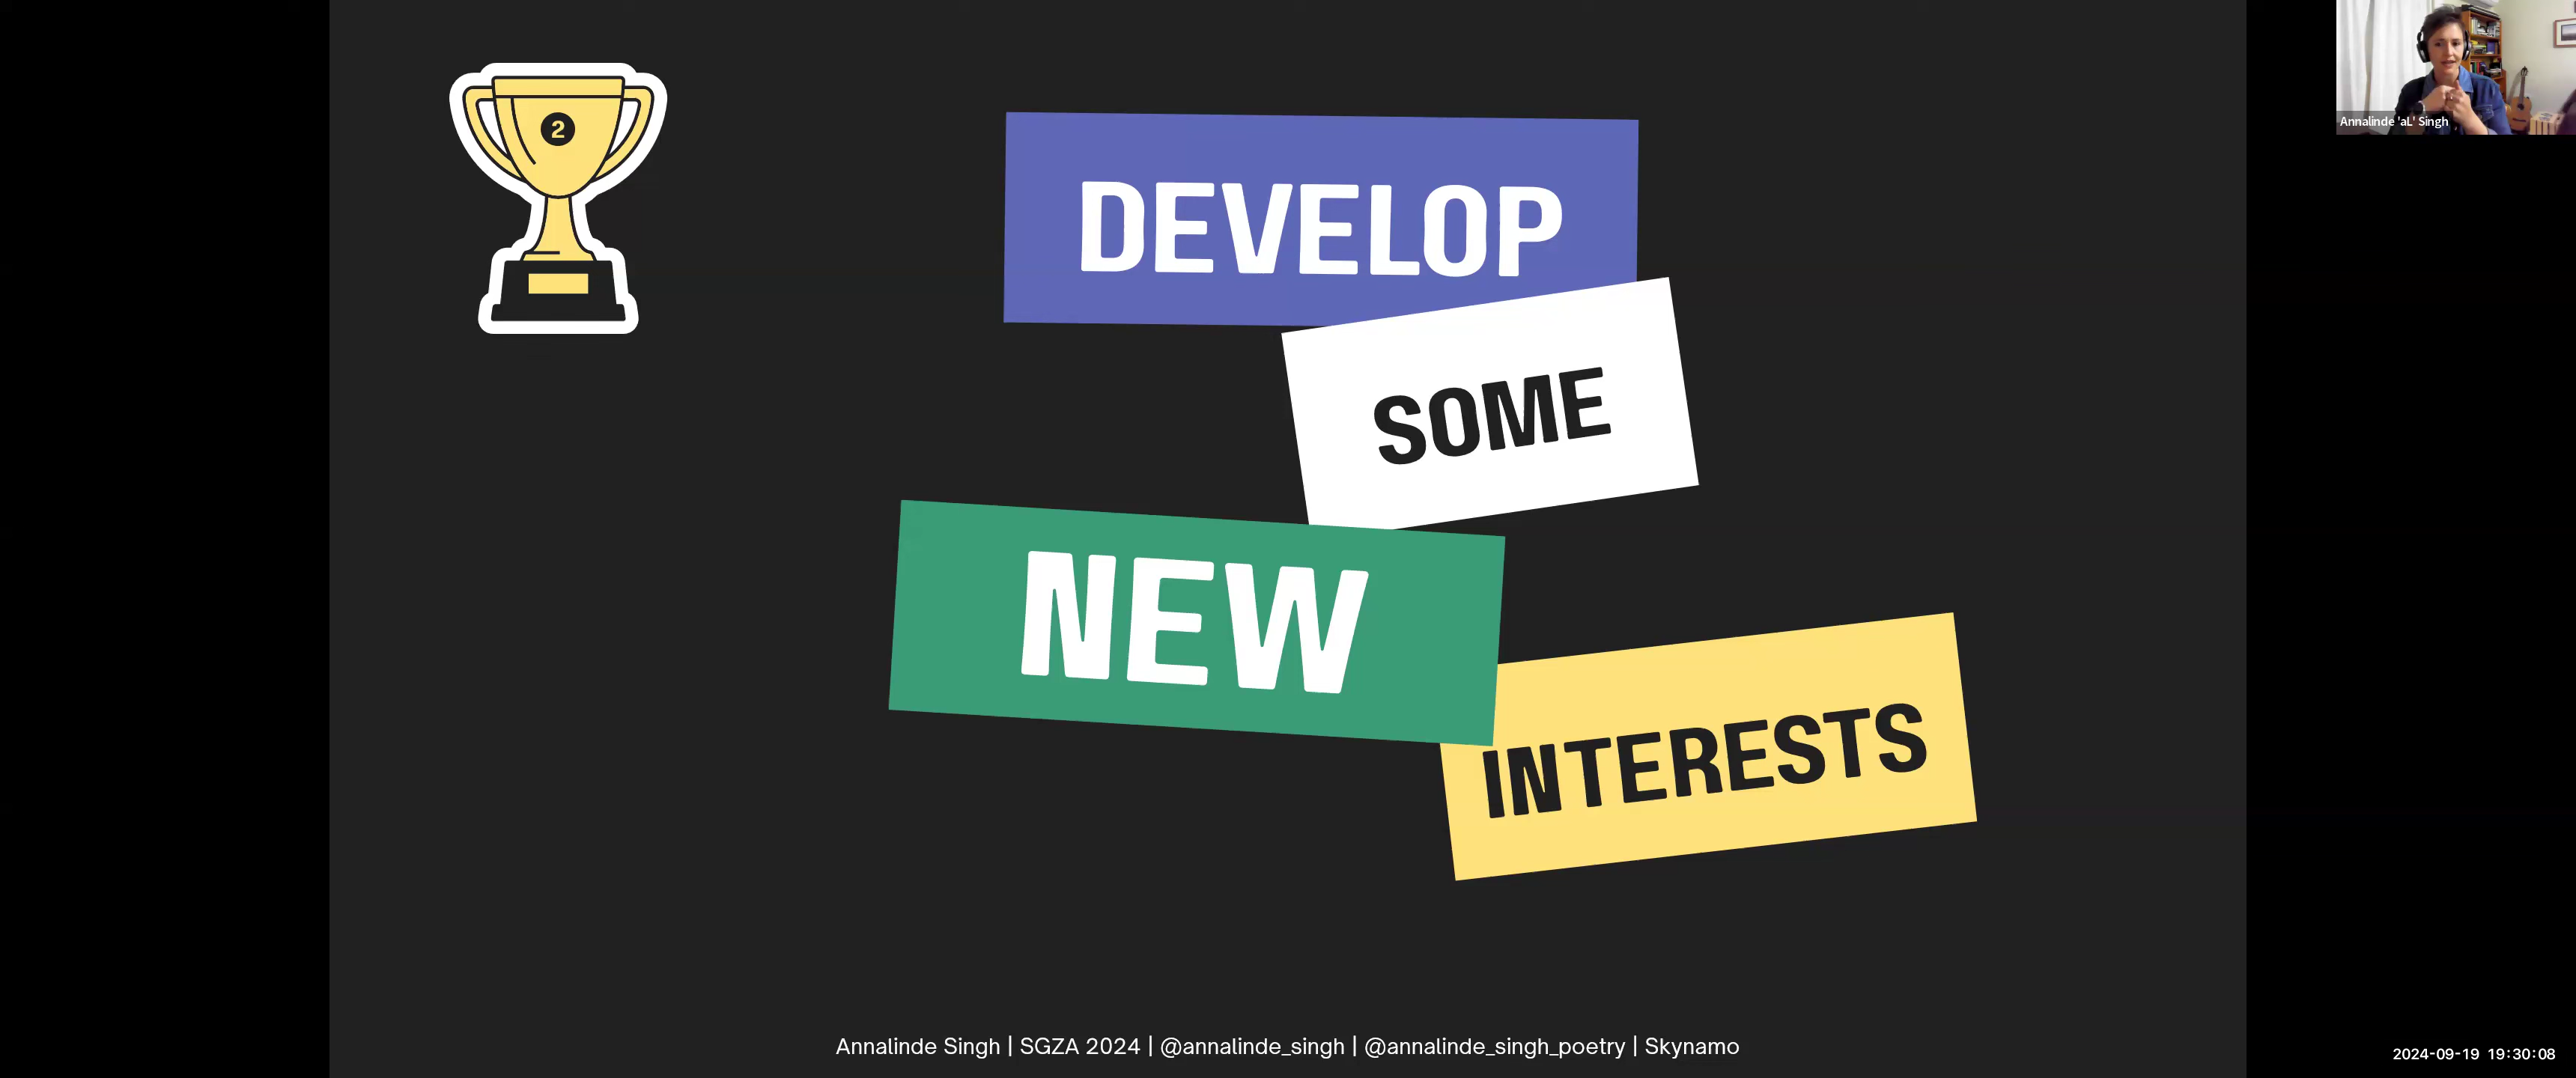 2
DEVELOP
SOME
NEW
INTERESTS
Annalinde 'aL' Singh
Annalinde Singh | SGZA 2024 | @annalinde_singh | @annalinde_singh_poetry | Skynamo
2024-09-19 19:30:08